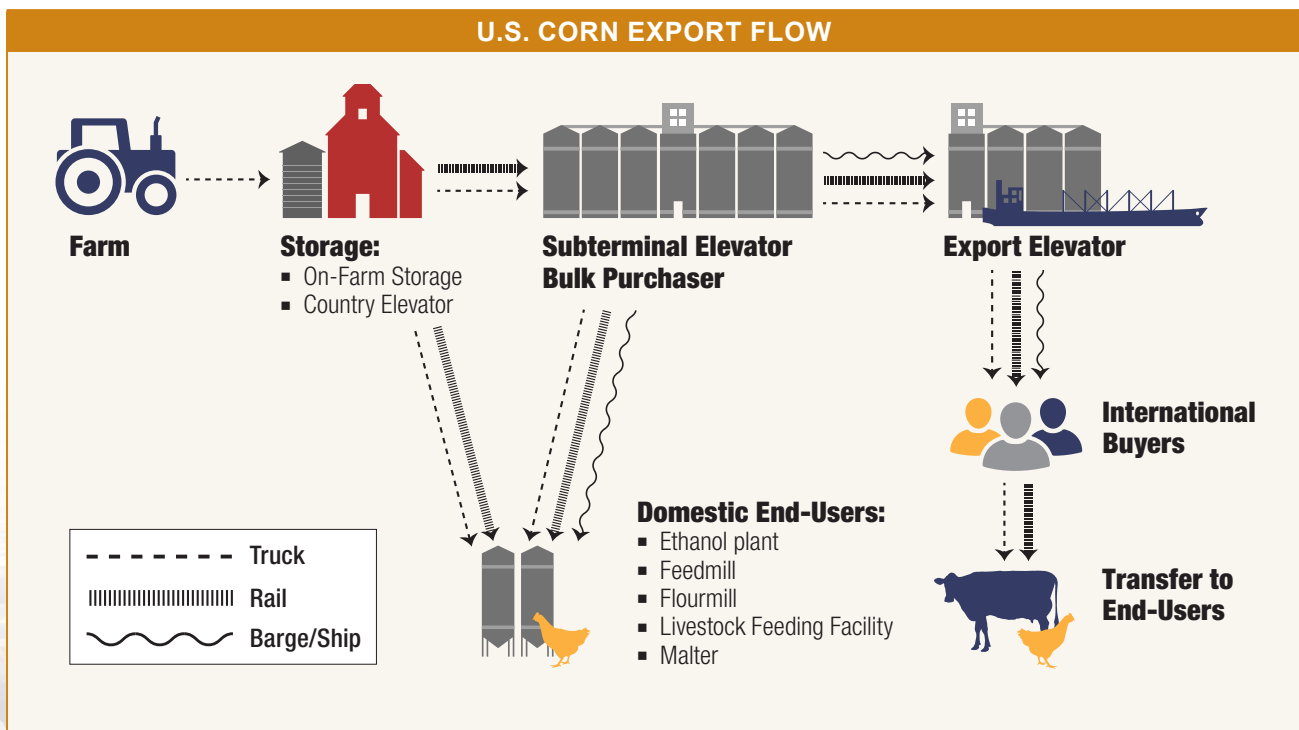 U.S. CORN EXPORT FLOW
Farm
Storage:
▪ On-Farm Storage
▪ Country Elevator
Subterminal Elevator
Bulk Purchaser
Export Elevator
International
Buyers
Domestic End-Users:
▪ Ethanol plant
▪ Feedmill
▪ Flourmill
▪ Livestock Feeding Facility
▪ Malter
Transfer to
End-Users
Truck
Rail
Barge/Ship